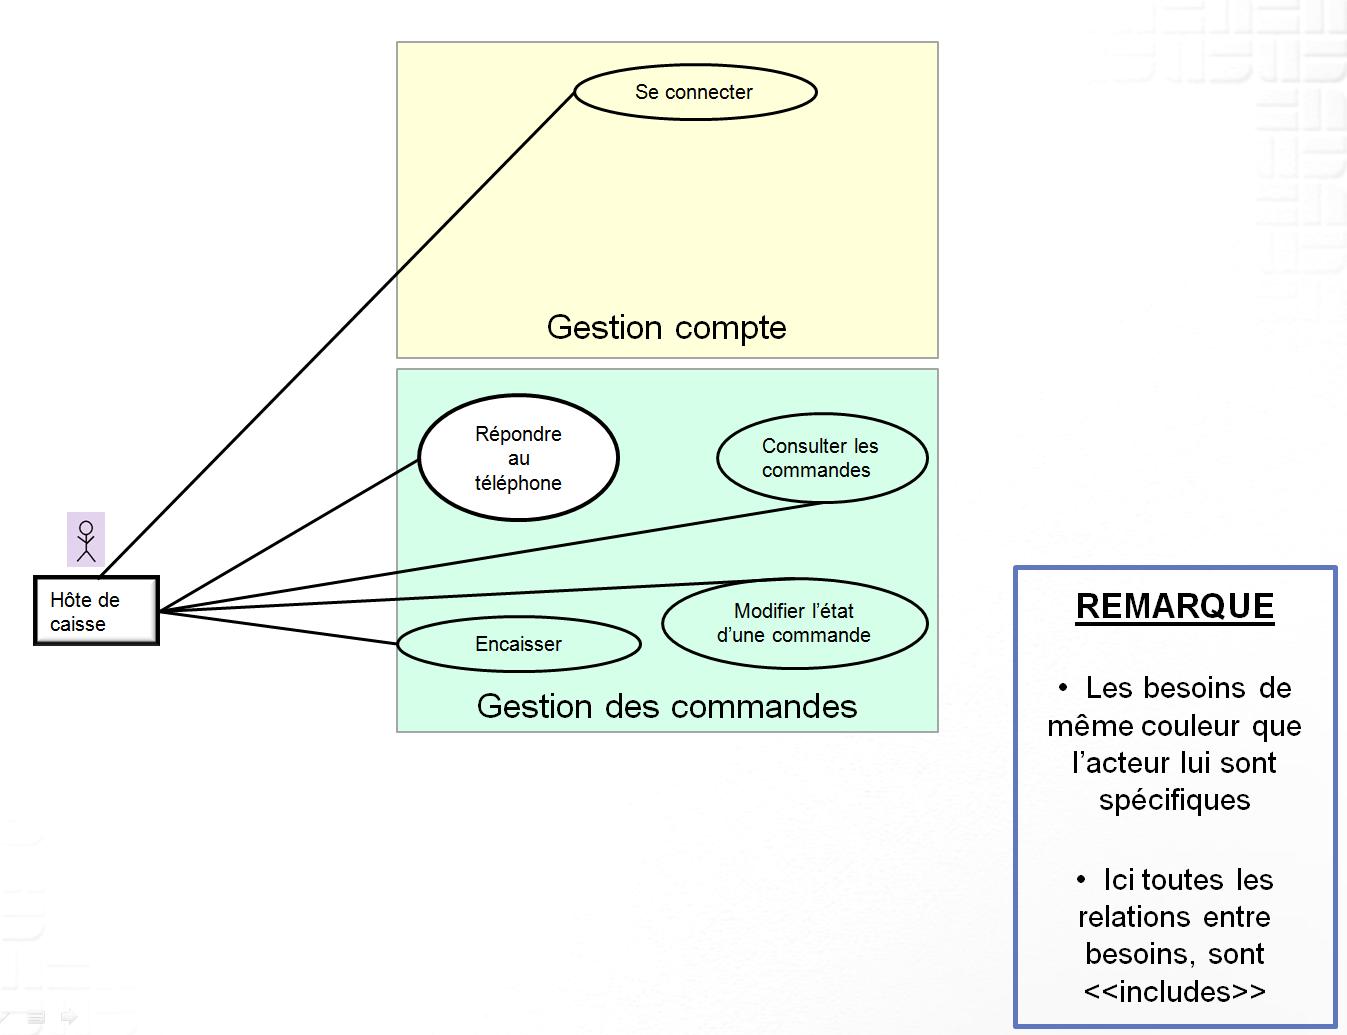 Se connecter
Gestion compte
Répondre
au
téléphone
Consulter les
commandes
Hôte de
caisse
Modifier l’état
d’une commande
Encaisser
Gestion des commandes
REMARQUE
• Les besoins de
même couleur que
l’acteur lui sont
spécifiques
• Ici toutes les
relations entre
besoins, sont
<<includes>>